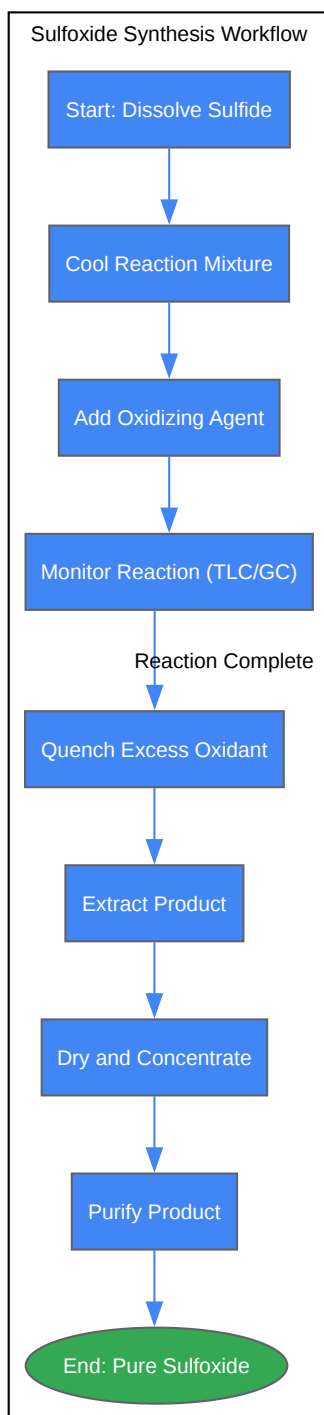 Sulfoxide Synthesis Workflow
Start: Dissolve Sulfide
Cool Reaction Mixture
Add Oxidizing Agent
Monitor Reaction (TLC/GC)
Reaction Complete
Quench Excess Oxidant
Extract Product
Dry and Concentrate
Purify Product
End: Pure Sulfoxide